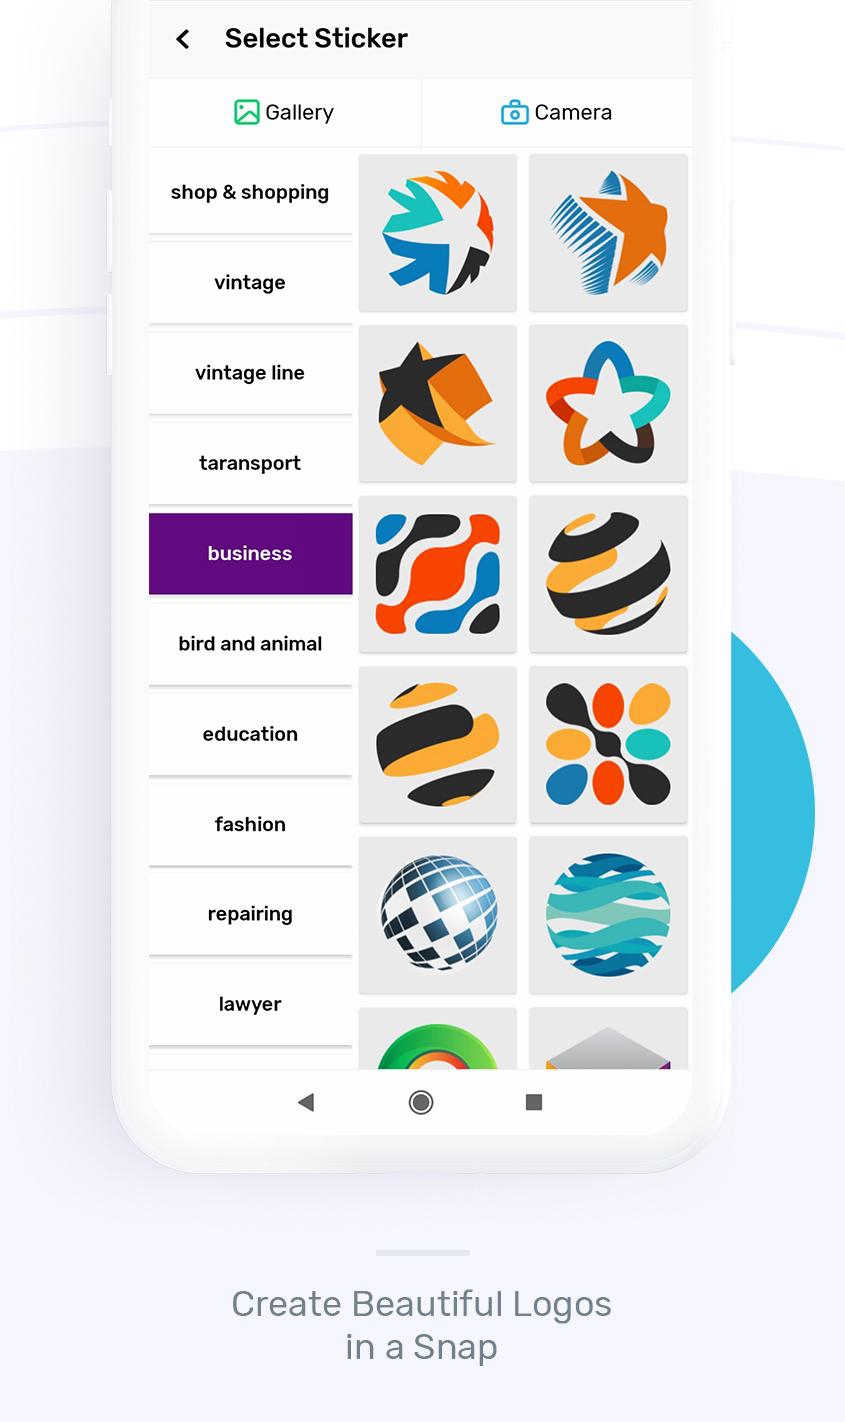 Select Sticker
Gallery
Camera
shop & shopping
vintage
vintage line
taransport
business
bird and animal
education
fashion
repairing
lawyer
Create Beautiful Logos
in a Snap